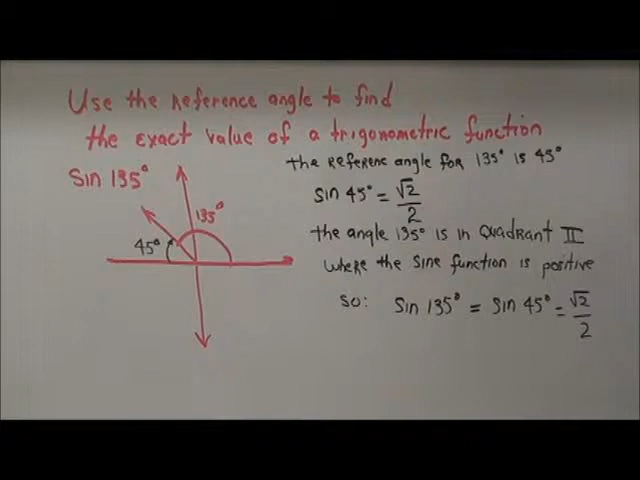 Use the reference angle to find
the exact value of a trigonometric function
Sin 135°
135°
45°
the referenc angle for 135° is 45°
Sin 45° = √2/2
the angle 135° is in Quadrant II
where the sine function is positive
SO: Sin 135° = Sin 45° = √2/2